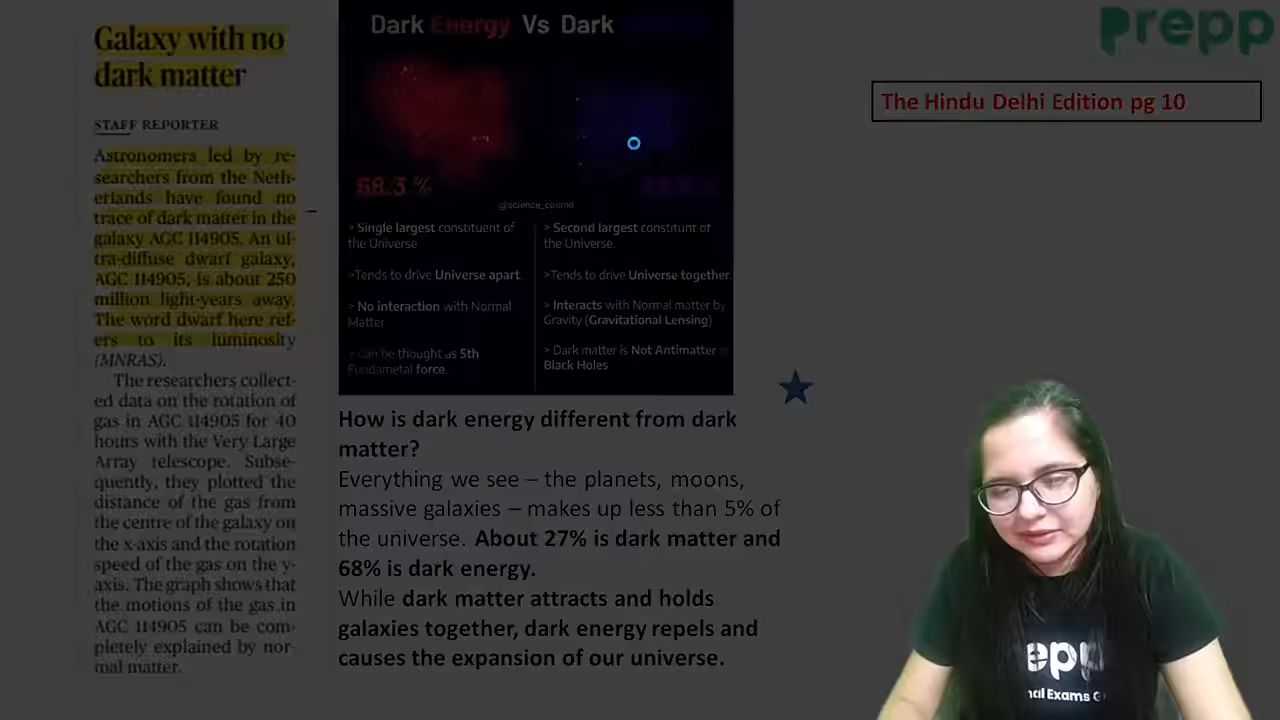 Galaxy with no
dark matter
STAFF REPORTER
Astronomers led by re-
searchers from the Neth-
erlands have found no
trace of dark matter in the
galaxy AGC 114905. An ul-
tra-diffuse dwarf galaxy,
AGC 114905, is about 250
million light-years away.
The word dwarf here ref-
ers to its luminosity
(MNRAS).
The researchers collect-
ed data on the rotation of
gas in AGC 114905 for 40
hours with the Very Large
Array telescope. Subse-
quently, they plotted the
distance of the gas from
the centre of the galaxy on
the x-axis and the rotation
speed of the gas on the y-
axis. The graph shows that
the motions of the gas in
AGC 114905 can be com-
pletely explained by nor-
mal matter.
Dark Energy Vs Dark
68.3 %
@science_cosmo
> Single largest constituent of
the Universe
>Tends to drive Universe apart.
> No interaction with Normal
Matter
> can be thought as 5th
Fundametal force.
> Second largest constitunt of
the Universe.
>Tends to drive Universe together.
> Interacts with Normal matter by
Gravity (Gravitational Lensing)
> Dark matter is Not Antimatter or
Black Holes
How is dark energy different from dark
matter?
Everything we see – the planets, moons,
massive galaxies – makes up less than 5% of
the universe. About 27% is dark matter and
68% is dark energy.
While dark matter attracts and holds
galaxies together, dark energy repels and
causes the expansion of our universe.
prepp
The Hindu Delhi Edition pg 10
epp
nal Exams G